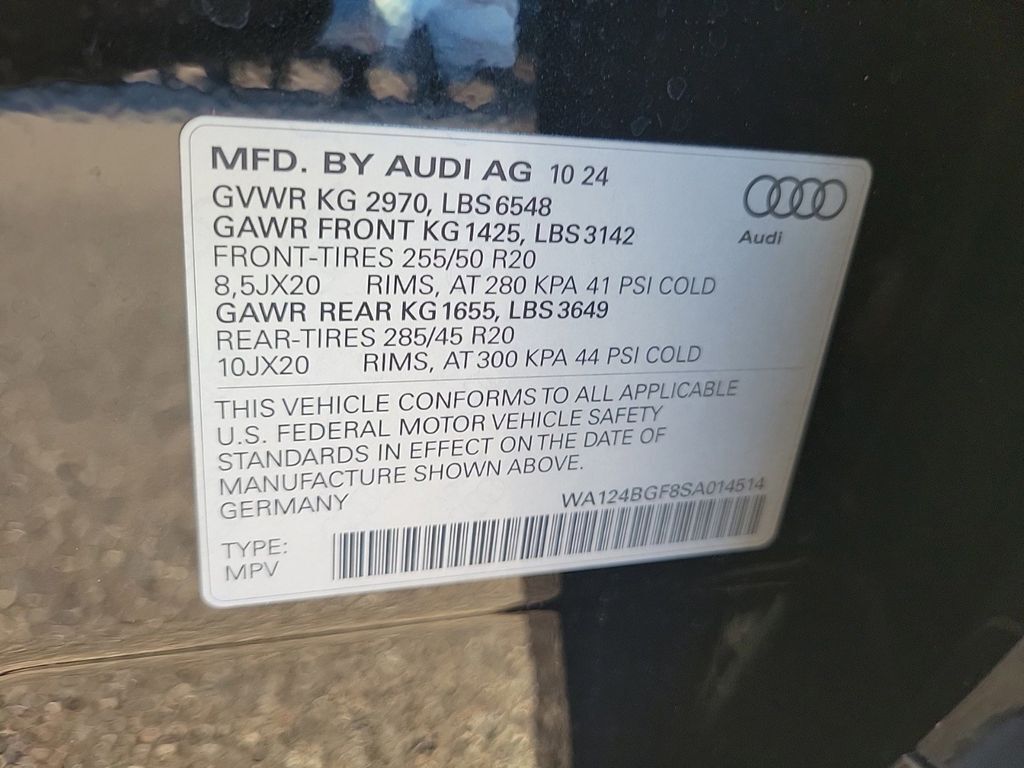 MFD. BY AUDI AG 10 24
GVWR KG 2970, LBS 6548
GAWR FRONT KG 1425, LBS 3142
FRONT-TIRES 255/50 R20
8,5JX20 RIMS, AT 280 KPA 41 PSI COLD
GAWR REAR KG 1655, LBS 3649
REAR-TIRES 285/45 R20
10JX20 RIMS, AT 300 KPA 44 PSI COLD
Audi
THIS VEHICLE CONFORMS TO ALL APPLICABLE
U.S. FEDERAL MOTOR VEHICLE SAFETY
STANDARDS IN EFFECT ON THE DATE OF
MANUFACTURE SHOWN ABOVE.
GERMANY WA124BGF8SA014514
TYPE:
MPV